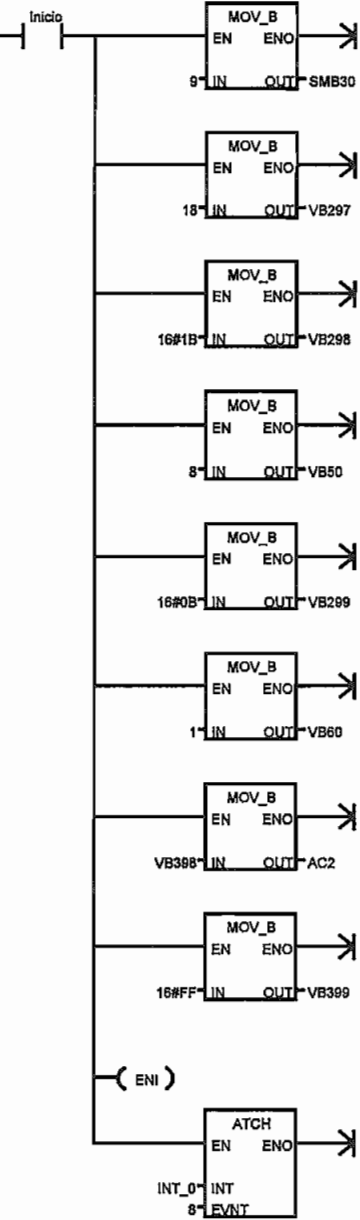 Inicio
MOV_B
EN ENO
9 IN OUT SMB30
MOV_B
EN ENO
18 IN OUT VB297
MOV_B
EN ENO
16#1B IN OUT VB298
MOV_B
EN ENO
8 IN OUT VB50
MOV_B
EN ENO
16#0B IN OUT VB299
MOV_B
EN ENO
1 IN OUT VB60
MOV_B
EN ENO
VB398 IN OUT AC2
MOV_B
EN ENO
16#FF IN OUT VB399
( ENI )
ATCH
EN ENO
INT_0 INT
8 EVNT